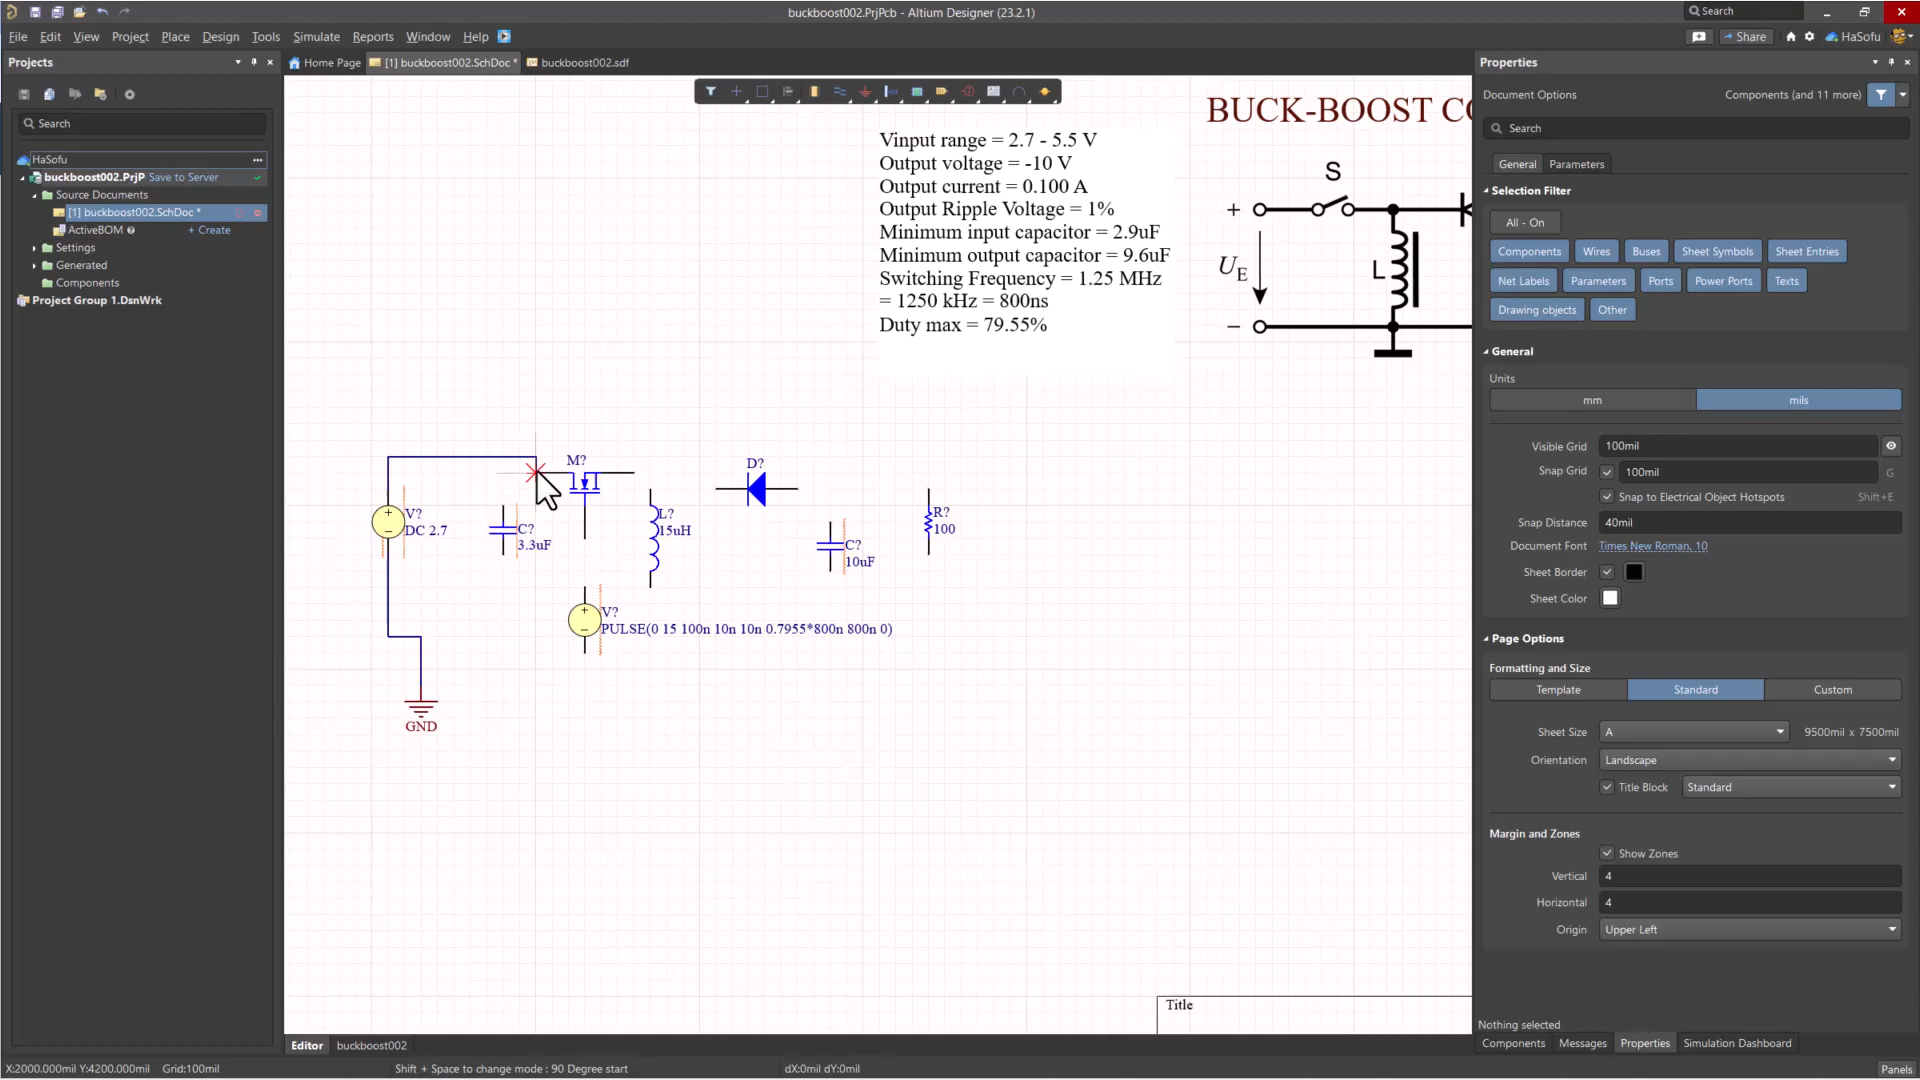 buckboost002.PrjPcb - Altium Designer (23.2.1)
Search
File Edit View Project Place Design Tools Simulate Reports Window Help
Share
HaSofu
Projects
Home Page
[1] buckboost002.SchDoc *
buckboost002.sdf
Search
HaSofu
buckboost002.PrjP Save to Server
Source Documents
[1] buckboost002.SchDoc *
ActiveBOM + Create
Settings
Generated
Components
Project Group 1.DsnWrk
BUCK-BOOST CO
Vinput range = 2.7 - 5.5 V
Output voltage = -10 V
Output current = 0.100 A
Output Ripple Voltage = 1%
Minimum input capacitor = 2.9uF
Minimum output capacitor = 9.6uF
Switching Frequency = 1.25 MHz
= 1250 kHz = 800ns
Duty max = 79.55%
S
+
UE
L
−
M?
D?
V?
DC 2.7
C?
3.3uF
L?
15uH
C?
10uF
R?
100
V?
PULSE(0 15 100n 10n 10n 0.7955*800n 800n 0)
GND
Title
Properties
Document Options
Components (and 11 more)
Search
General
Parameters
Selection Filter
All - On
Components Wires Buses Sheet Symbols Sheet Entries
Net Labels Parameters Ports Power Ports Texts
Drawing objects Other
General
Units
mm
mils
Visible Grid 100mil
Snap Grid 100mil G
Snap to Electrical Object Hotspots Shift+E
Snap Distance 40mil
Document Font Times New Roman, 10
Sheet Border
Sheet Color
Page Options
Formatting and Size
Template Standard Custom
Sheet Size A 9500mil x 7500mil
Orientation Landscape
Title Block Standard
Margin and Zones
Show Zones
Vertical 4
Horizontal 4
Origin Upper Left
Nothing selected
Components Messages Properties Simulation Dashboard
Editor buckboost002
X:2000.000mil Y:4200.000mil Grid:100mil
Shift + Space to change mode : 90 Degree start
dX:0mil dY:0mil
Panels